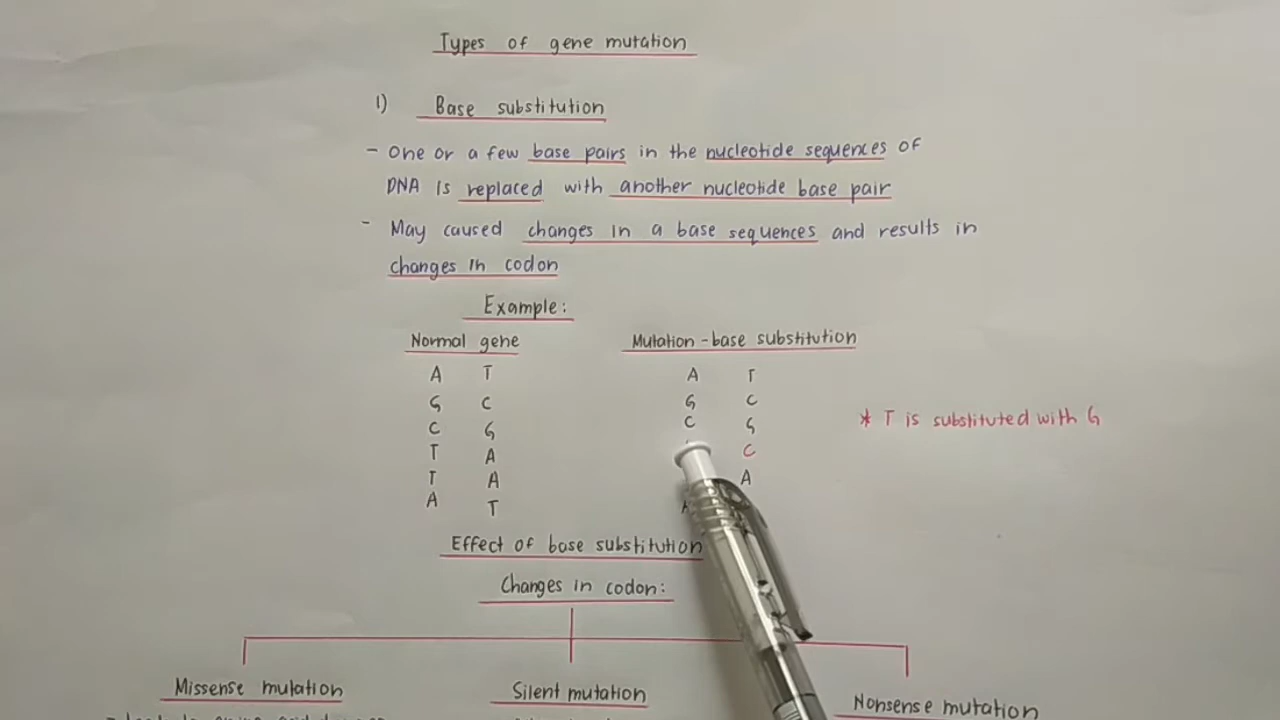 Types of gene mutation
1) Base substitution
- One or a few base pairs in the nucleotide sequences of
DNA is replaced with another nucleotide base pair
- May caused changes in a base sequences and results in
changes in codon
Example:
Normal gene
Mutation - base substitution
A T
G C
C G
T A
T A
A T
A T
G C
C G
C
A
* T is substituted with G
Effect of base substitution
Changes in codon:
Missense mutation
Silent mutation
Nonsense mutation